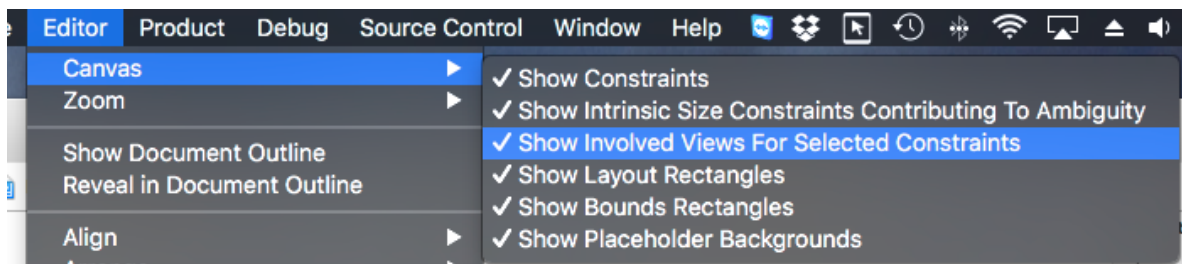 Editor Product Debug Source Control Window Help
Canvas
Zoom
Show Document Outline
Reveal in Document Outline
Align
✓ Show Constraints
✓ Show Intrinsic Size Constraints Contributing To Ambiguity
✓ Show Involved Views For Selected Constraints
✓ Show Layout Rectangles
✓ Show Bounds Rectangles
✓ Show Placeholder Backgrounds